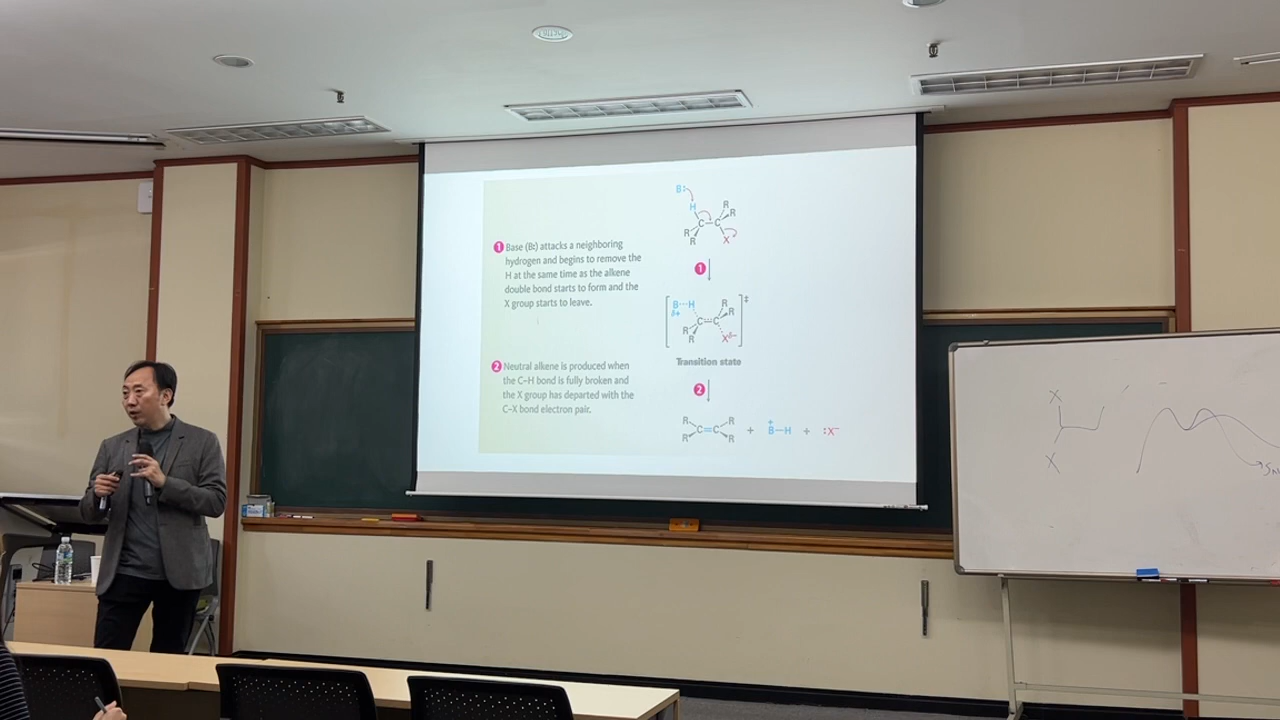 B:
H
R
R
C
C
R
R
X
1 Base (B:) attacks a neighboring
hydrogen and begins to remove the
H at the same time as the alkene
double bond starts to form and the
X group starts to leave.
1
B···H
δ+
R
R
C
C
R
R
Xδ−
‡
Transition state
2 Neutral alkene is produced when
the C–H bond is fully broken and
the X group has departed with the
C–X bond electron pair.
2
R
R
C=C
R
R
+
B+—H
+
:X−
X
X
SN